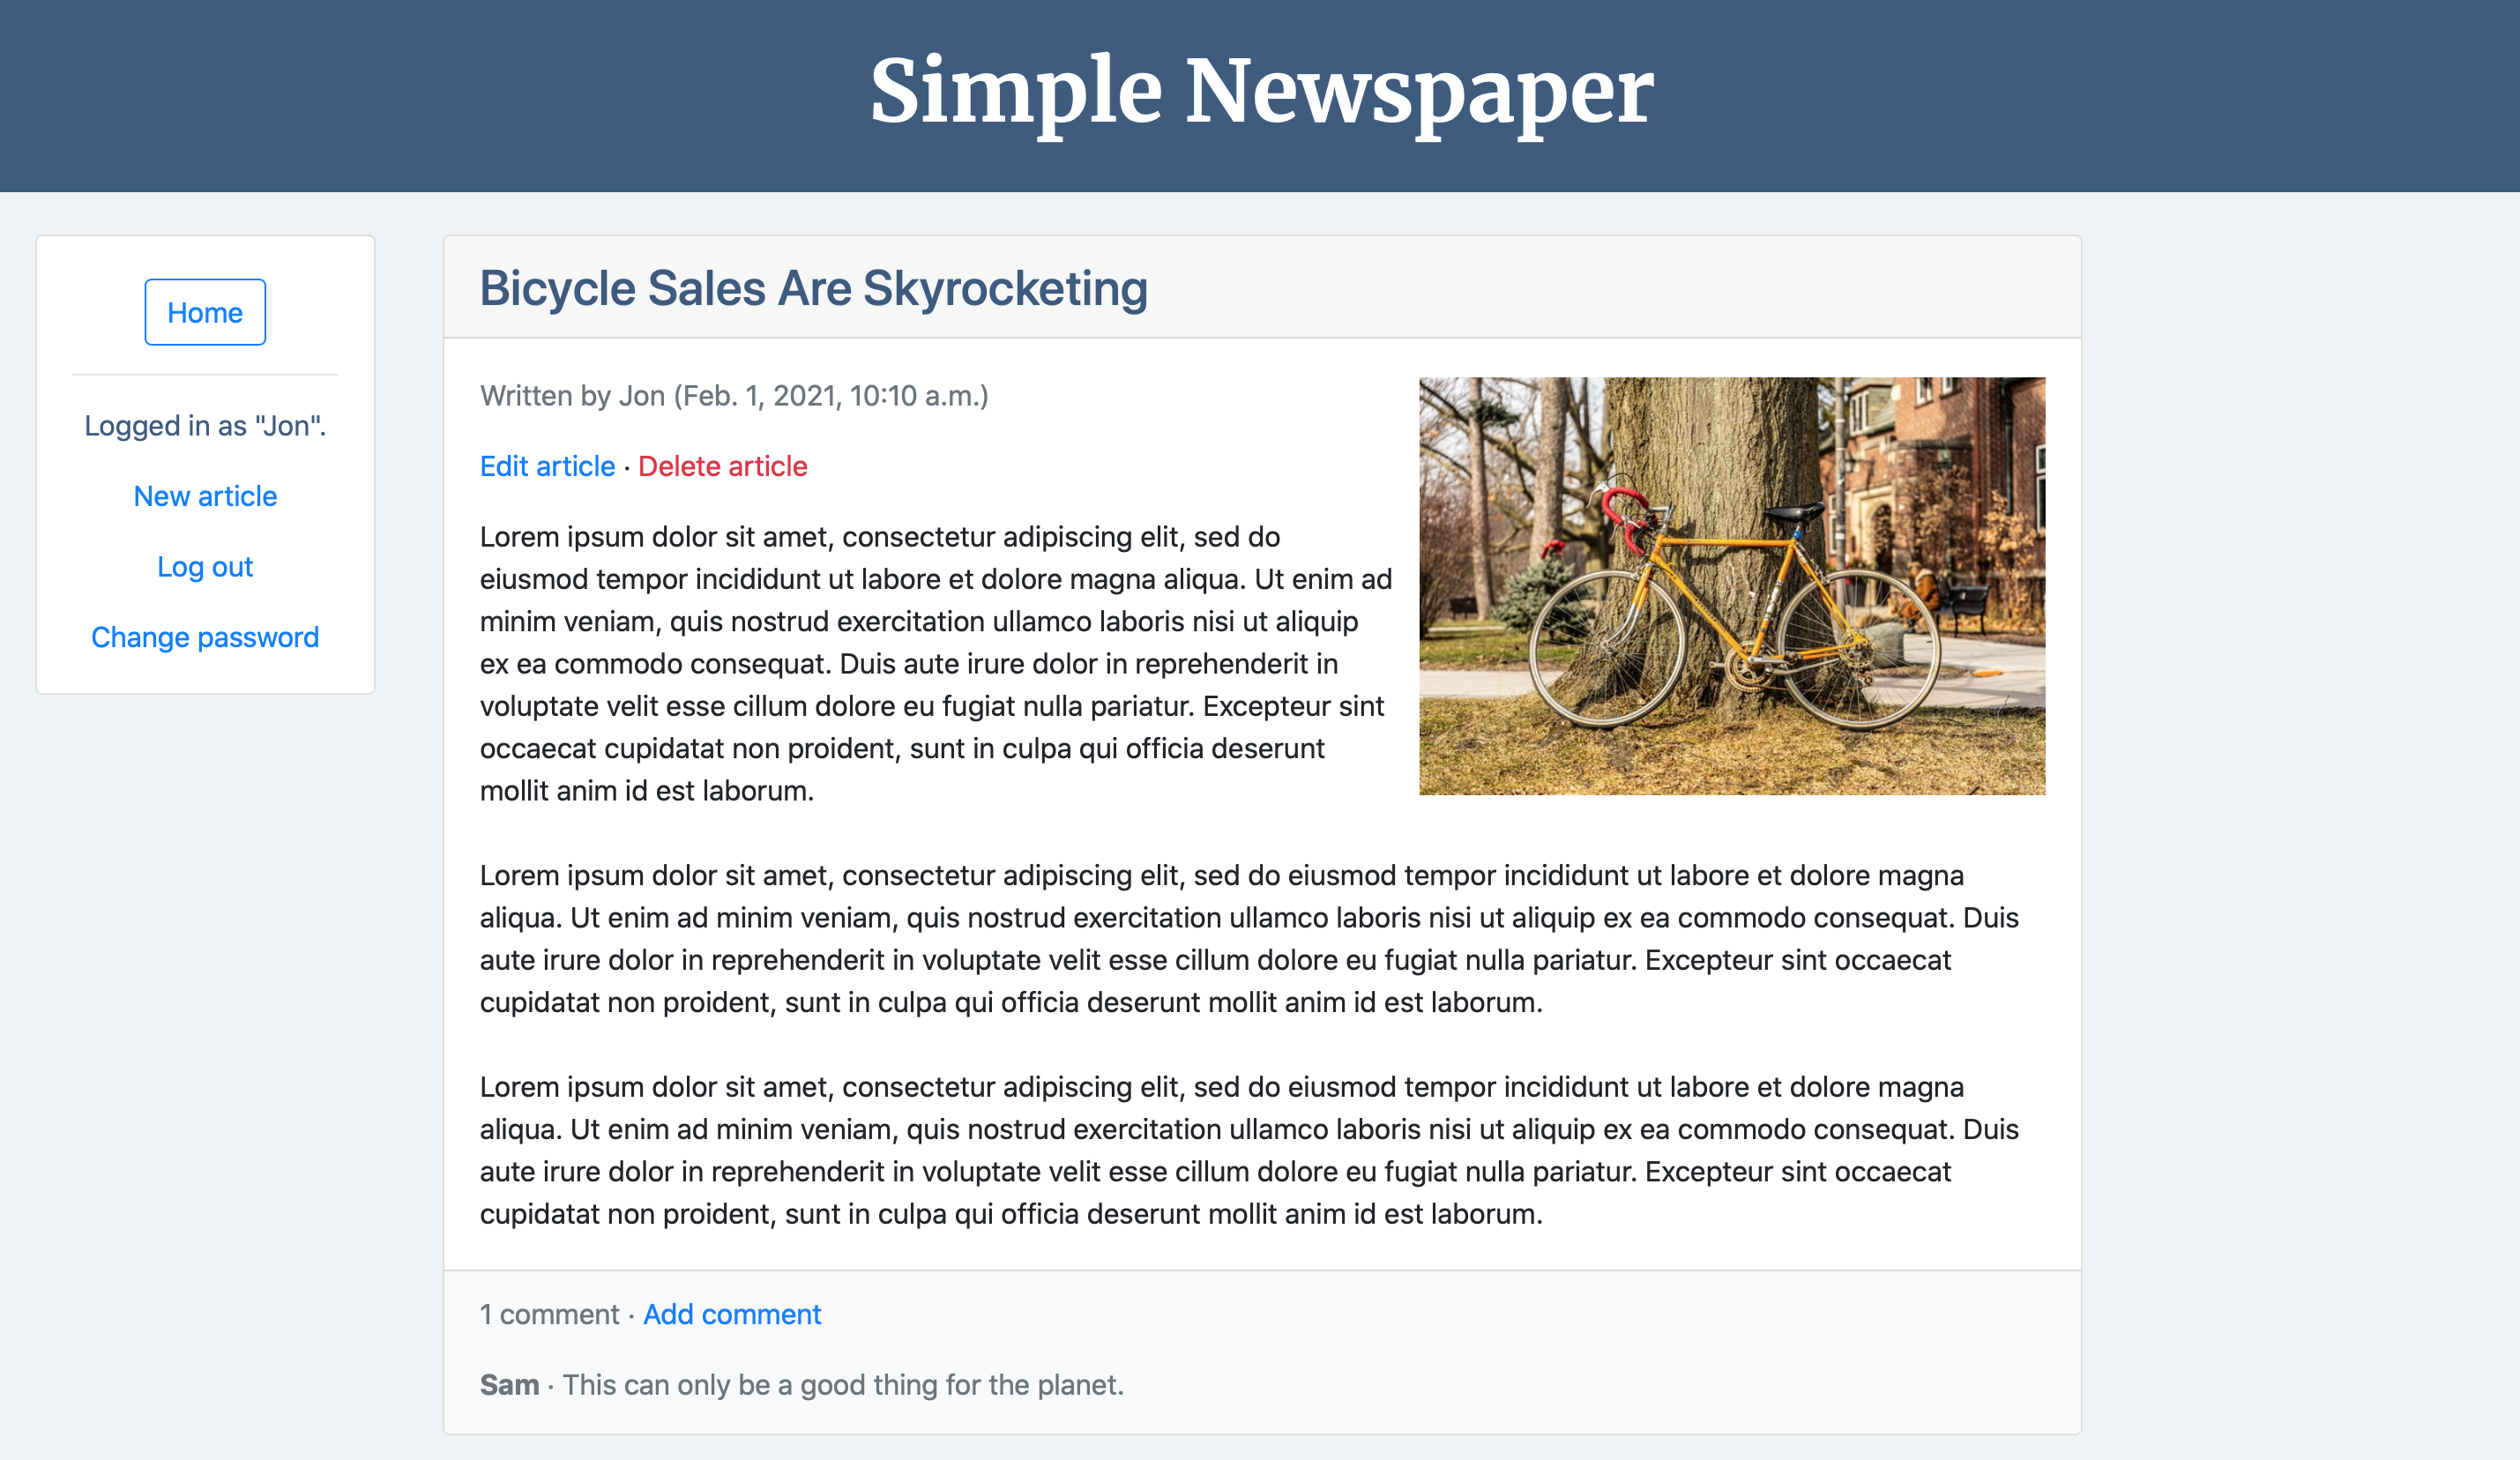 Simple Newspaper
Home
Logged in as "Jon".
New article
Log out
Change password
Bicycle Sales Are Skyrocketing
Written by Jon (Feb. 1, 2021, 10:10 a.m.)
Edit article · Delete article
Lorem ipsum dolor sit amet, consectetur adipiscing elit, sed do
eiusmod tempor incididunt ut labore et dolore magna aliqua. Ut enim ad
minim veniam, quis nostrud exercitation ullamco laboris nisi ut aliquip
ex ea commodo consequat. Duis aute irure dolor in reprehenderit in
voluptate velit esse cillum dolore eu fugiat nulla pariatur. Excepteur sint
occaecat cupidatat non proident, sunt in culpa qui officia deserunt
mollit anim id est laborum.
Lorem ipsum dolor sit amet, consectetur adipiscing elit, sed do eiusmod tempor incididunt ut labore et dolore magna
aliqua. Ut enim ad minim veniam, quis nostrud exercitation ullamco laboris nisi ut aliquip ex ea commodo consequat. Duis
aute irure dolor in reprehenderit in voluptate velit esse cillum dolore eu fugiat nulla pariatur. Excepteur sint occaecat
cupidatat non proident, sunt in culpa qui officia deserunt mollit anim id est laborum.
Lorem ipsum dolor sit amet, consectetur adipiscing elit, sed do eiusmod tempor incididunt ut labore et dolore magna
aliqua. Ut enim ad minim veniam, quis nostrud exercitation ullamco laboris nisi ut aliquip ex ea commodo consequat. Duis
aute irure dolor in reprehenderit in voluptate velit esse cillum dolore eu fugiat nulla pariatur. Excepteur sint occaecat
cupidatat non proident, sunt in culpa qui officia deserunt mollit anim id est laborum.
1 comment · Add comment
Sam · This can only be a good thing for the planet.